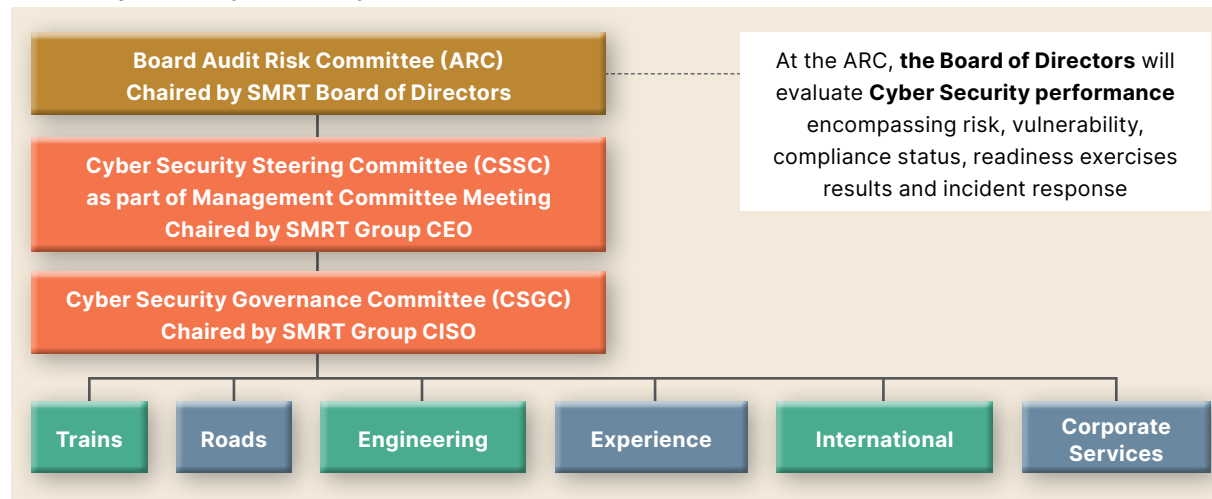 Board Audit Risk Committee (ARC)
Chaired by SMRT Board of Directors
At the ARC, the Board of Directors will
evaluate Cyber Security performance
encompassing risk, vulnerability,
compliance status, readiness exercises
results and incident response
Cyber Security Steering Committee (CSSC)
as part of Management Committee Meeting
Chaired by SMRT Group CEO
Cyber Security Governance Committee (CSGC)
Chaired by SMRT Group CISO
Trains
Roads
Engineering
Experience
International
Corporate
Services